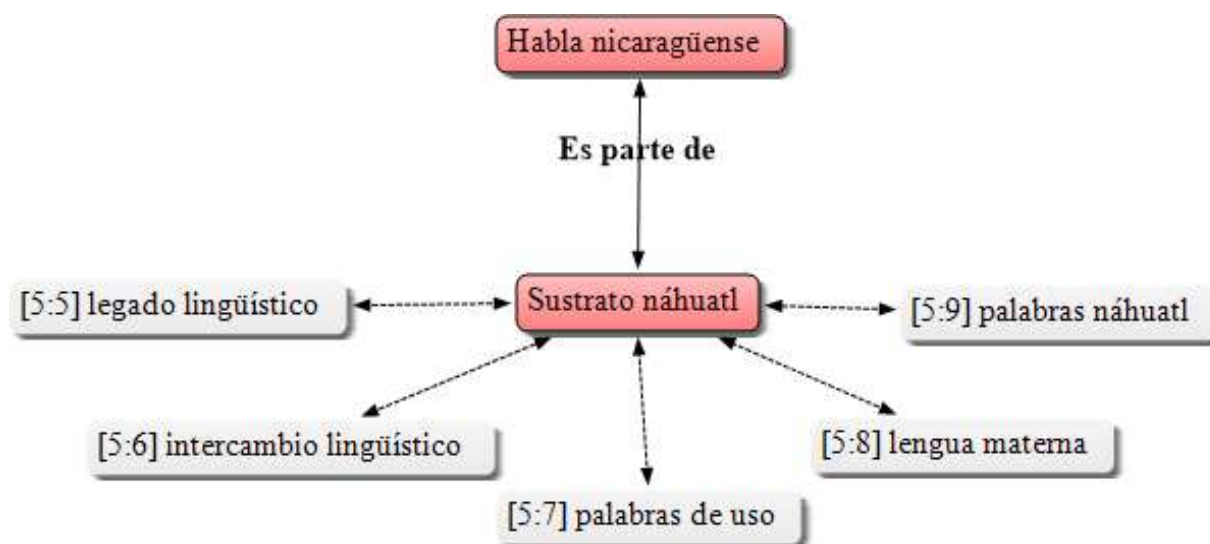 Habla nicaragüense
Es parte de
Sustrato náhuatl
[5:5] legado lingüístico
[5:9] palabras náhuatl
[5:6] intercambio lingüístico
[5:8] lengua materna
[5:7] palabras de uso